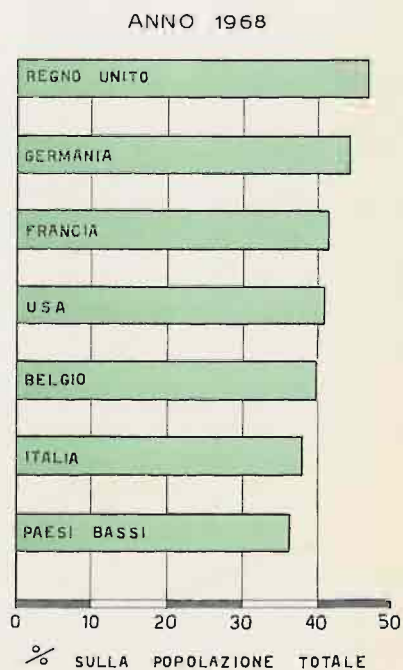 ANNO 1968
REGNO UNITO
GERMANIA
FRANCIA
USA
BELGIO
ITALIA
PAESI BASSI
0 10 20 30 40 50
% SULLA POPOLAZIONE TOTALE